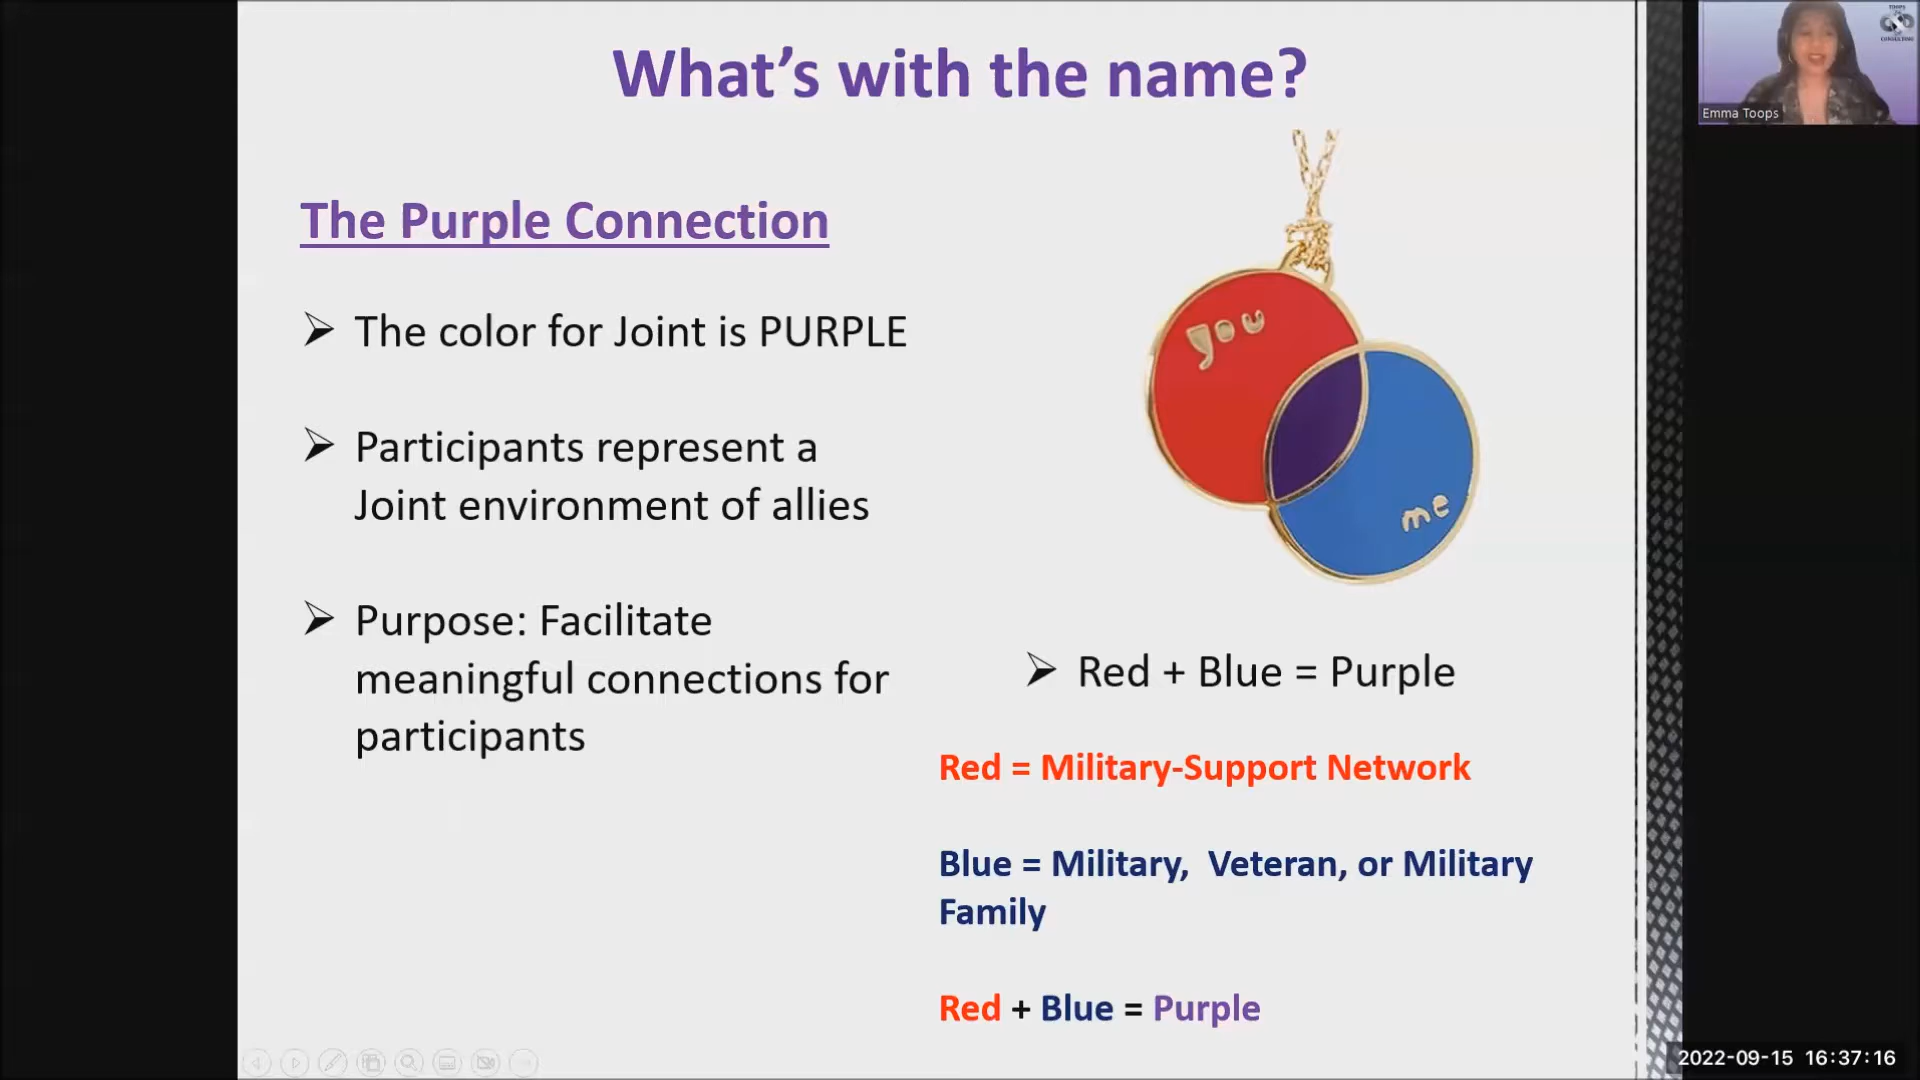 What's with the name?
The Purple Connection
➢ The color for Joint is PURPLE
➢ Participants represent a
Joint environment of allies
➢ Purpose: Facilitate
meaningful connections for
participants
you
me
➢ Red + Blue = Purple
Red = Military-Support Network
Blue = Military,  Veteran, or Military
Family
Red + Blue = Purple
TOOPS
CONSULTING
Emma Toops
2022-09-15 16:37:16